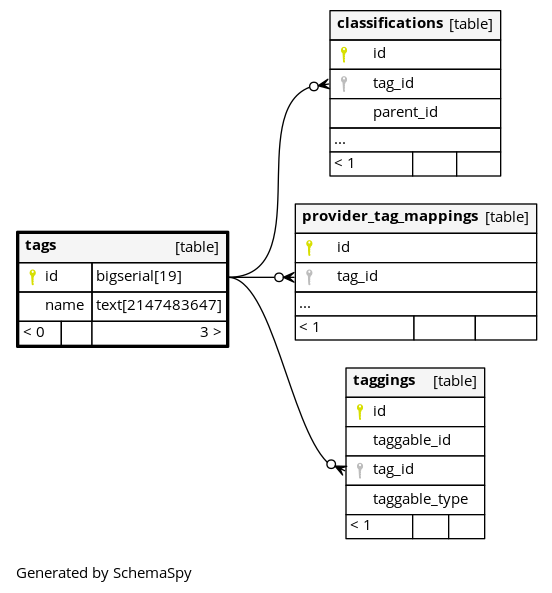 classifications [table]
id
tag_id
parent_id
...
< 1
provider_tag_mappings [table]
id
tag_id
...
< 1
tags [table]
id bigserial[19]
name text[2147483647]
< 0 3 >
taggings [table]
id
taggable_id
tag_id
taggable_type
< 1
Generated by SchemaSpy